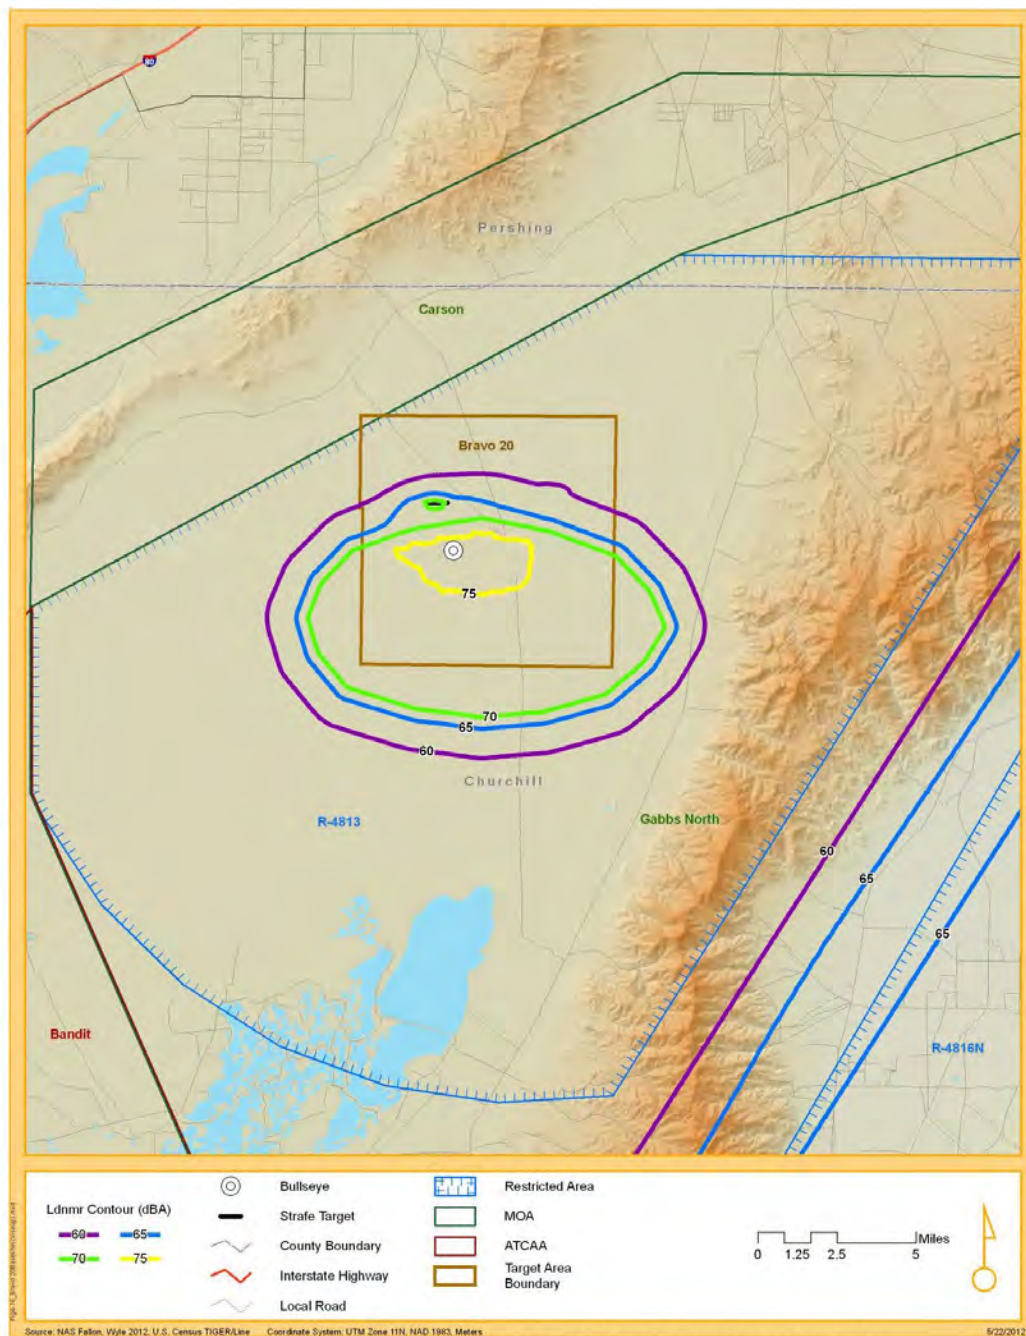 80
Pershing
Carson
Bravo 20
75
70
65
60
Churchill
R-4813
Gabbs North
60
65
65
Bandit
R-4816N
Ldnmr Contour (dBA)
60 65
70 75
Bullseye
Strafe Target
County Boundary
Interstate Highway
Local Road
Restricted Area
MOA
ATCAA
Target Area
Boundary
Miles
0 1.25 2.5 5
Source: NAS Fallon, Wyle 2012, U.S. Census TIGER/Line Coordinate System: UTM Zone 11N, NAD 1983, Meters